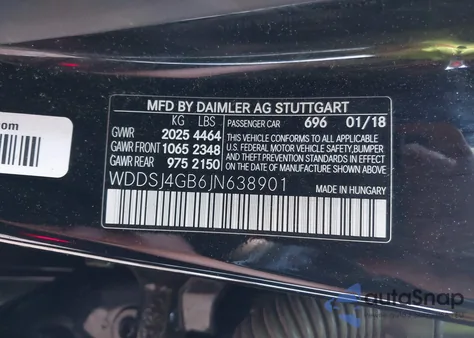 MFD BY DAIMLER AG STUTTGART
KG LBS PASSENGER CAR 696 01/18
GVWR 2025 4464 THIS VEHICLE CONFORMS TO ALL APPLICABLE
GAWR FRONT 1065 2348 U.S. FEDERAL MOTOR VEHICLE SAFETY,BUMPER
GAWR REAR 975 2150 AND THEFT PREVENTION STANDARDS IN EFFECT
ON THE DATE OF MANUFACTURE SHOWN ABOVE
WDDSJ4GB6JN638901 MADE IN HUNGARY
.com
autoSnap